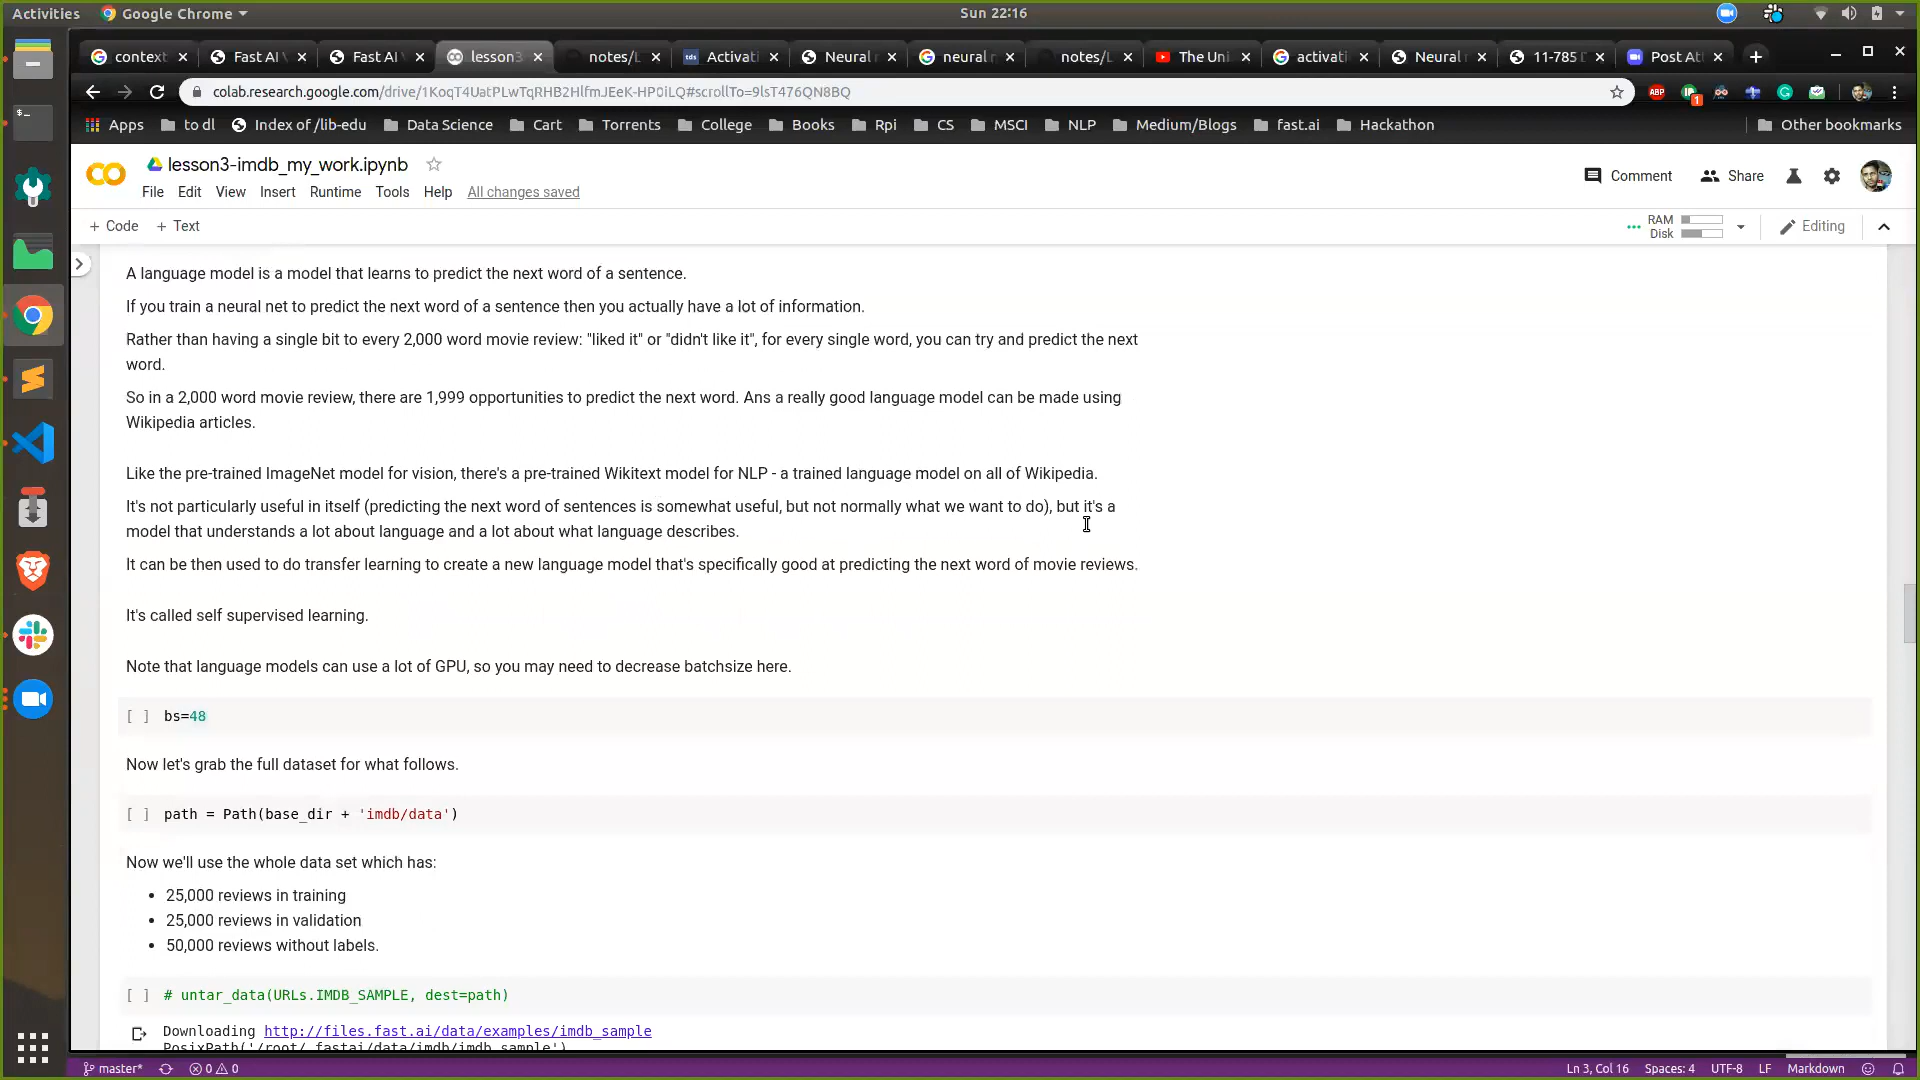 Activities Google Chrome Sun 22:16
context Fast AI Fast AI lesson3 notes/L Activati Neural neural notes/L The Uni activati Neural 11-785 Post At
colab.research.google.com/drive/1KoqT4UatPLwTqRHB2HlfmJEeK-HP0iLQ#scrollTo=9lsT476QN8BQ ABP 1
Apps to dl Index of /lib-edu Data Science Cart Torrents College Books Rpi CS MSCI NLP Medium/Blogs fast.ai Hackathon Other bookmarks
lesson3-imdb_my_work.ipynb
Comment Share
File Edit View Insert Runtime Tools Help All changes saved
+ Code + Text RAM Disk Editing
A language model is a model that learns to predict the next word of a sentence.
If you train a neural net to predict the next word of a sentence then you actually have a lot of information.
Rather than having a single bit to every 2,000 word movie review: "liked it" or "didn't like it", for every single word, you can try and predict the next
word.
So in a 2,000 word movie review, there are 1,999 opportunities to predict the next word. Ans a really good language model can be made using
Wikipedia articles.
Like the pre-trained ImageNet model for vision, there's a pre-trained Wikitext model for NLP - a trained language model on all of Wikipedia.
It's not particularly useful in itself (predicting the next word of sentences is somewhat useful, but not normally what we want to do), but it's a
model that understands a lot about language and a lot about what language describes.
It can be then used to do transfer learning to create a new language model that's specifically good at predicting the next word of movie reviews.
It's called self supervised learning.
Note that language models can use a lot of GPU, so you may need to decrease batchsize here.
[ ] bs=48
Now let's grab the full dataset for what follows.
[ ] path = Path(base_dir + 'imdb/data')
Now we'll use the whole data set which has:
• 25,000 reviews in training
• 25,000 reviews in validation
• 50,000 reviews without labels.
[ ] # untar_data(URLs.IMDB_SAMPLE, dest=path)
Downloading http://files.fast.ai/data/examples/imdb_sample
PosixPath('/root/.fastai/data/imdb/imdb_sample')
master* 0 0 Ln 3, Col 16 Spaces: 4 UTF-8 LF Markdown